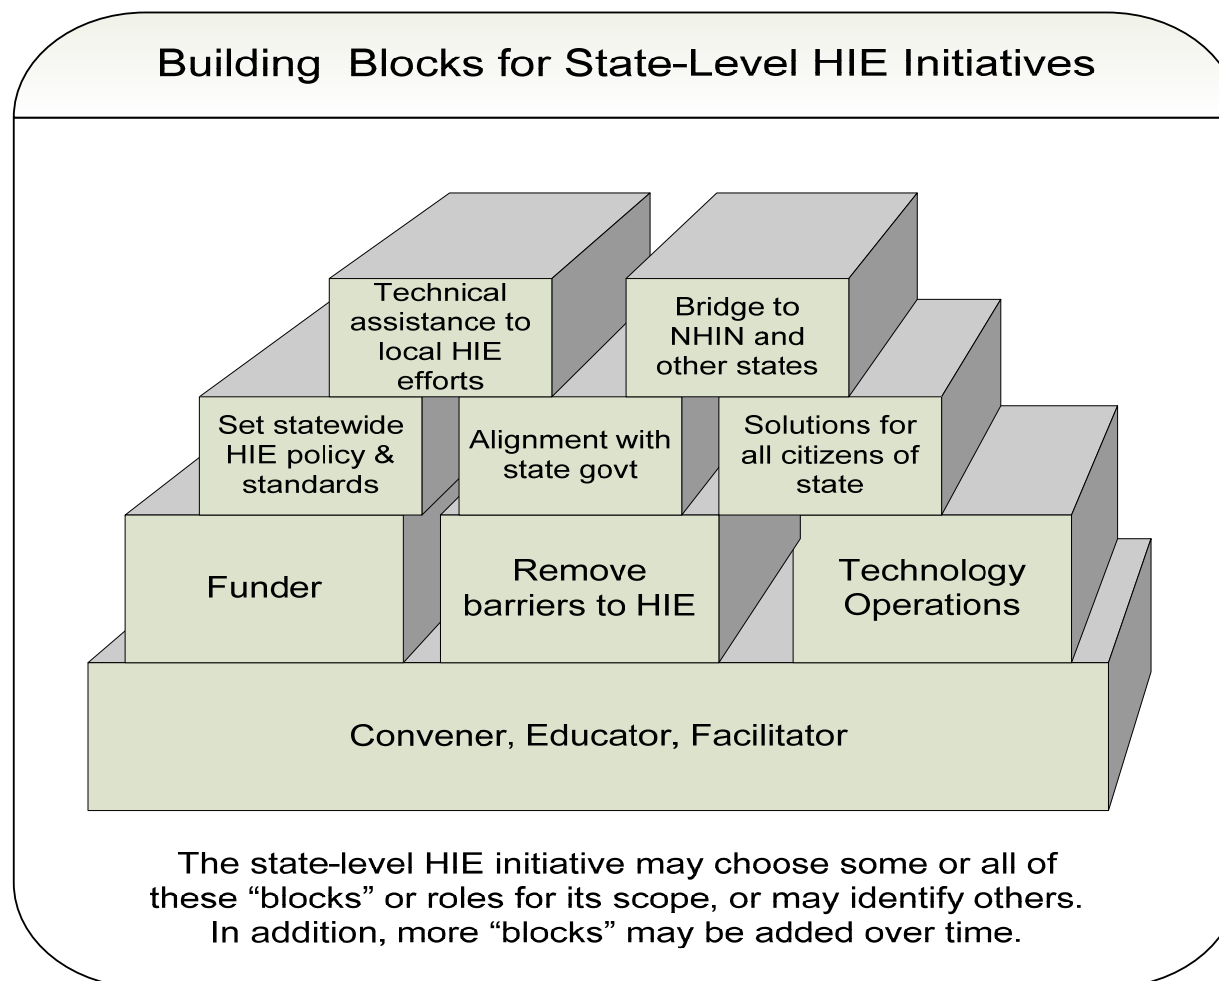 Building Blocks for State-Level HIE Initiatives
Technical
assistance to
local HIE
efforts
Bridge to
NHIN and
other states
Set statewide
HIE policy &
standards
Alignment with
state govt
Solutions for
all citizens of
state
Funder
Remove
barriers to HIE
Technology
Operations
Convener, Educator, Facilitator
The state-level HIE initiative may choose some or all of
these “blocks” or roles for its scope, or may identify others.
In addition, more “blocks” may be added over time.